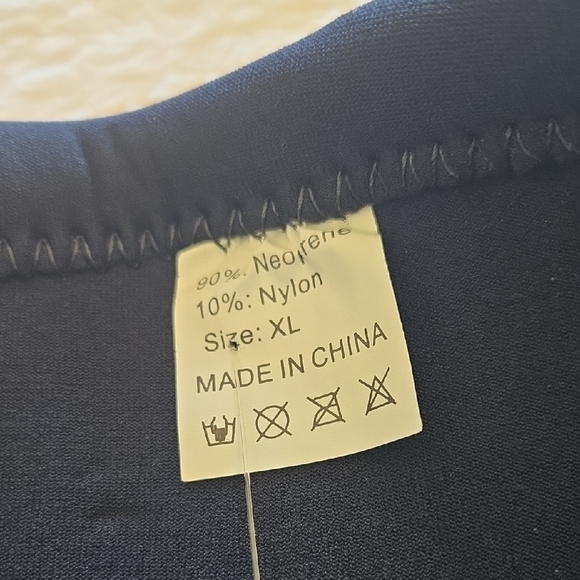 90%: Neoprene
10%: Nylon
Size: XL
MADE IN CHINA